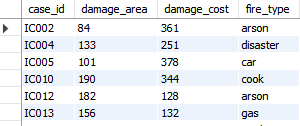 case_id damage_area damage_cost fire_type
IC002 84 361 arson
IC004 133 251 disaster
IC005 101 378 car
IC010 190 344 cook
IC012 182 128 arson
IC013 156 132 gas